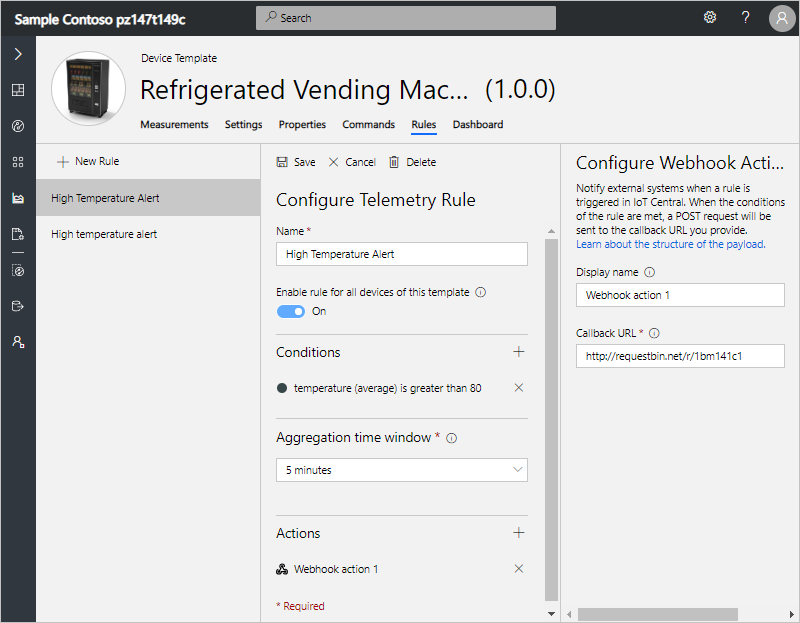 Sample Contoso pz147t149c
Search
?
Device Template
Refrigerated Vending Mac... (1.0.0)
Measurements Settings Properties Commands Rules Dashboard
New Rule
High Temperature Alert
High temperature alert
Save Cancel Delete
Configure Telemetry Rule
Name *
High Temperature Alert
Enable rule for all devices of this template
On
Conditions
temperature (average) is greater than 80
Aggregation time window *
5 minutes
Actions
Webhook action 1
* Required
Configure Webhook Acti...
Notify external systems when a rule is
triggered in IoT Central. When the conditions
of the rule are met, a POST request will be
sent to the callback URL you provide.
Learn about the structure of the payload.
Display name
Webhook action 1
Callback URL *
http://requestbin.net/r/1bm141c1